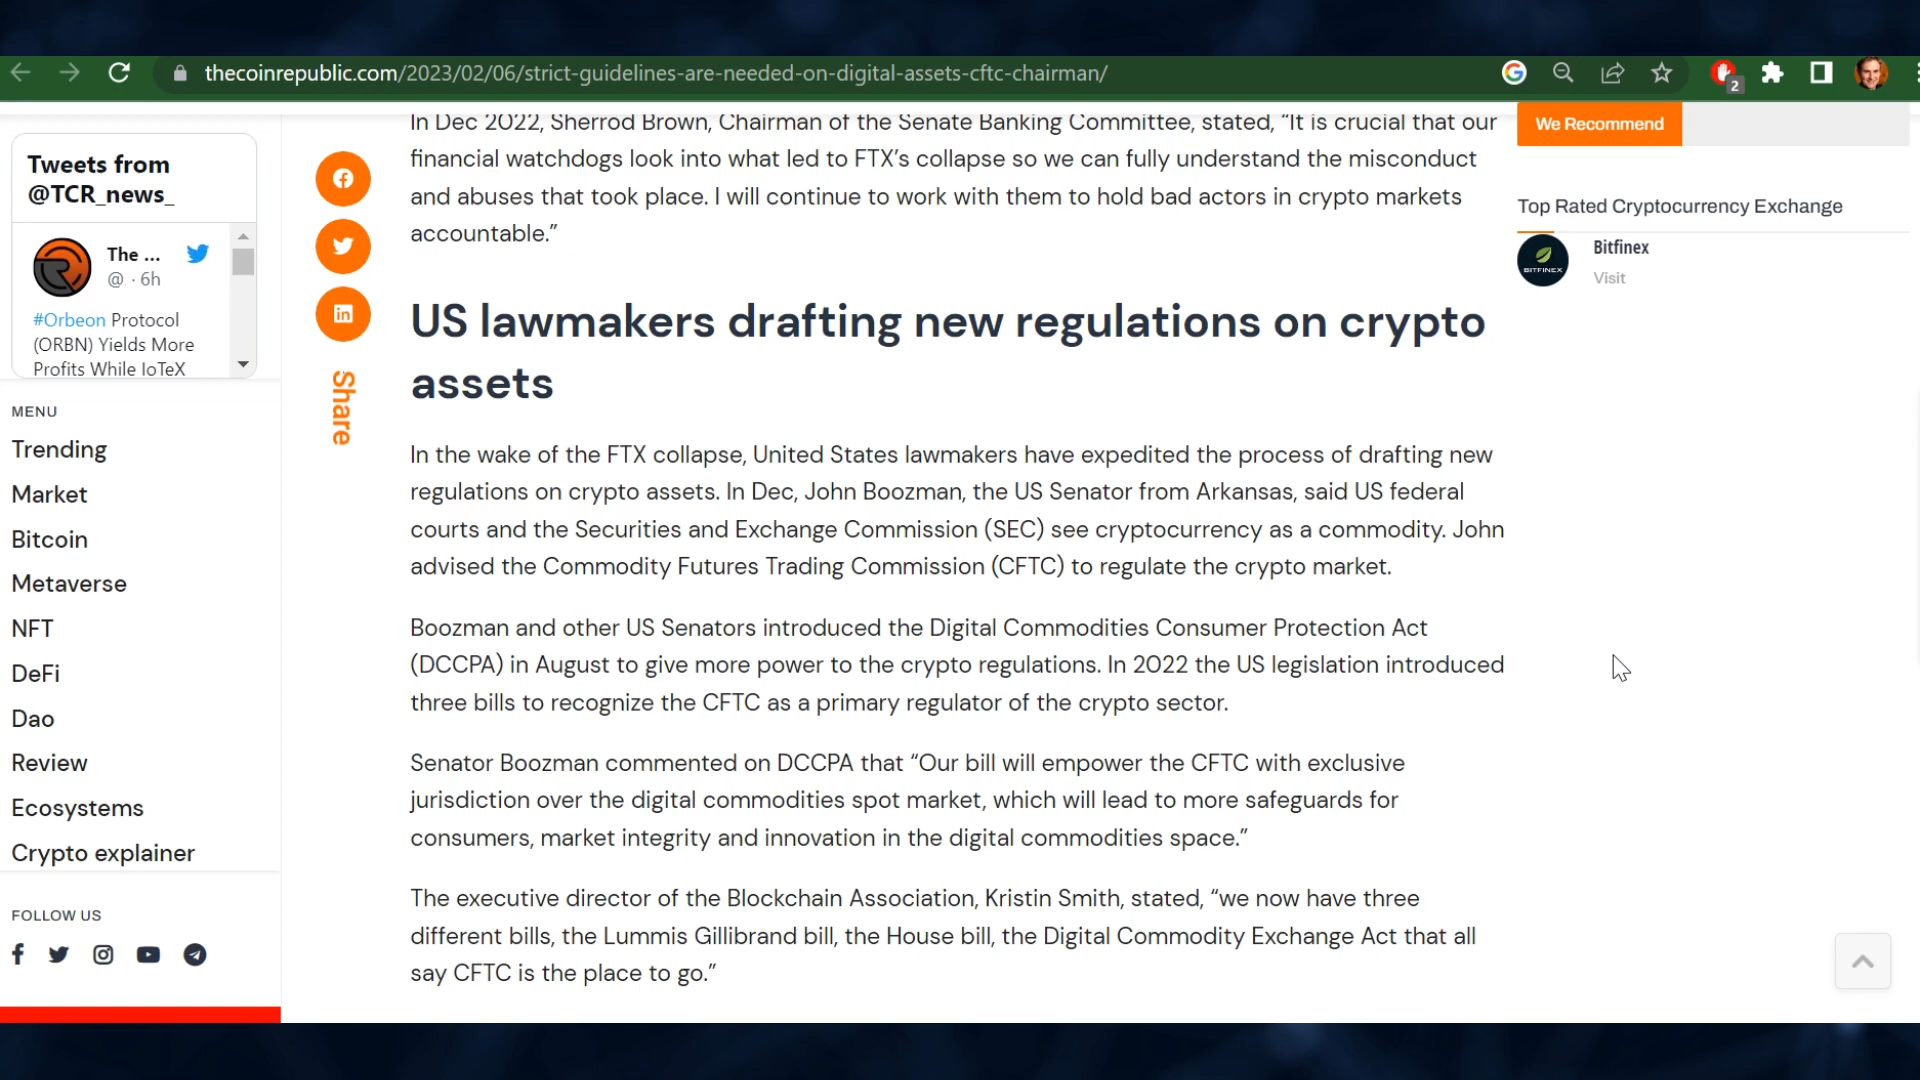 thecoinrepublic.com/2023/02/06/strict-guidelines-are-needed-on-digital-assets-cftc-chairman/
2
Tweets from
@TCR_news_
The ...
@ · 6h
#Orbeon Protocol
(ORBN) Yields More
Profits While IoTeX
MENU
Trending
Market
Bitcoin
Metaverse
NFT
DeFi
Dao
Review
Ecosystems
Crypto explainer
FOLLOW US
Share
In Dec 2022, Sherrod Brown, Chairman of the Senate Banking Committee, stated, “It is crucial that our
financial watchdogs look into what led to FTX’s collapse so we can fully understand the misconduct
and abuses that took place. I will continue to work with them to hold bad actors in crypto markets
accountable.”
US lawmakers drafting new regulations on crypto
assets
In the wake of the FTX collapse, United States lawmakers have expedited the process of drafting new
regulations on crypto assets. In Dec, John Boozman, the US Senator from Arkansas, said US federal
courts and the Securities and Exchange Commission (SEC) see cryptocurrency as a commodity. John
advised the Commodity Futures Trading Commission (CFTC) to regulate the crypto market.
Boozman and other US Senators introduced the Digital Commodities Consumer Protection Act
(DCCPA) in August to give more power to the crypto regulations. In 2022 the US legislation introduced
three bills to recognize the CFTC as a primary regulator of the crypto sector.
Senator Boozman commented on DCCPA that “Our bill will empower the CFTC with exclusive
jurisdiction over the digital commodities spot market, which will lead to more safeguards for
consumers, market integrity and innovation in the digital commodities space.”
The executive director of the Blockchain Association, Kristin Smith, stated, “we now have three
different bills, the Lummis Gillibrand bill, the House bill, the Digital Commodity Exchange Act that all
say CFTC is the place to go.”
We Recommend
Top Rated Cryptocurrency Exchange
BITFINEX
Bitfinex
Visit